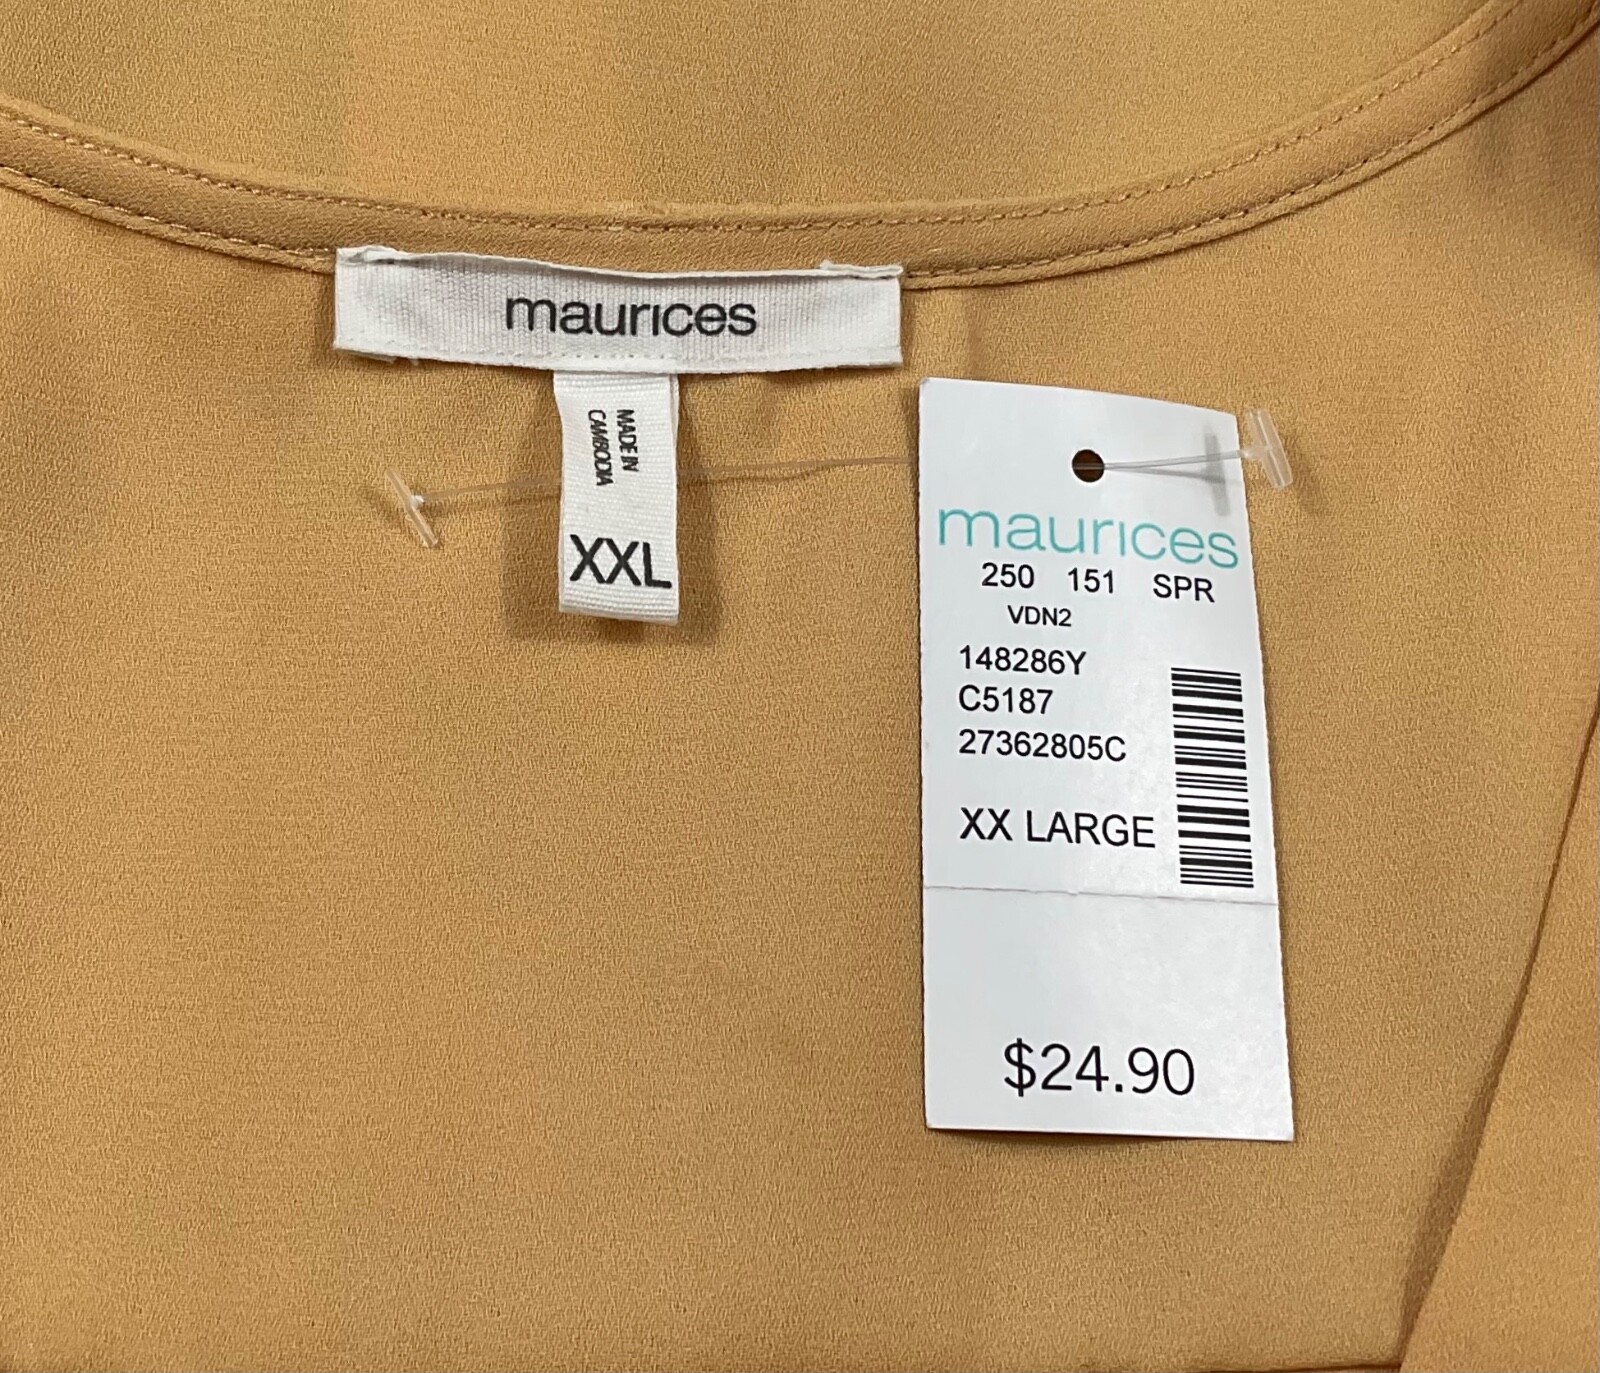 maurices
MADE IN
CAMBODIA
XXL
maurices
250 151 SPR
VDN2
148286Y
C5187
27362805C
XX LARGE
$24.90